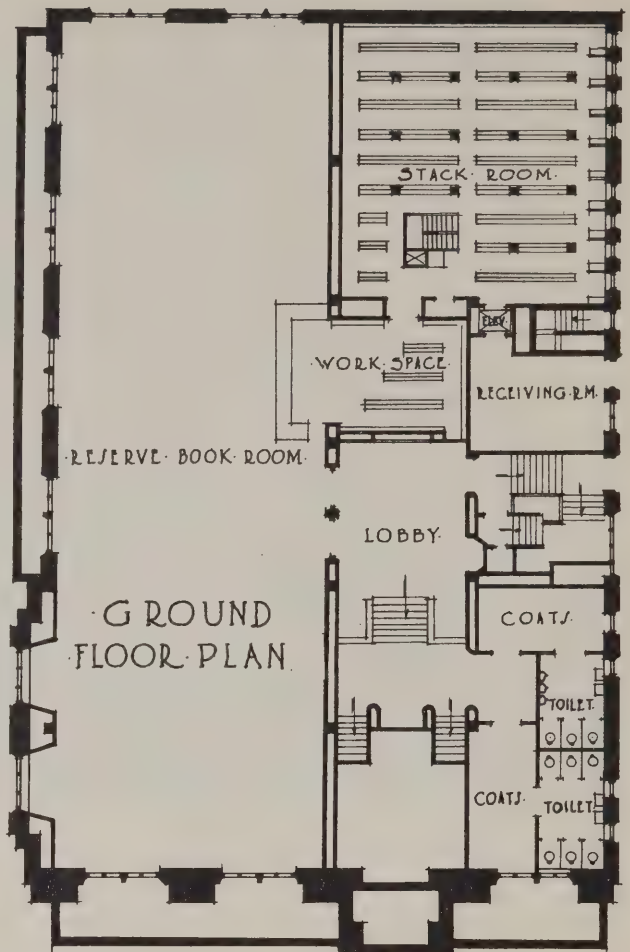 ·STACK·ROOM·
ELEV.
·WORK·SPACE·
RECEIVING·RM.
·RESERVE·BOOK·ROOM·
LOBBY·
·GROUND
·FLOOR·PLAN
COATS·
TOILET.
COATS·
TOILET